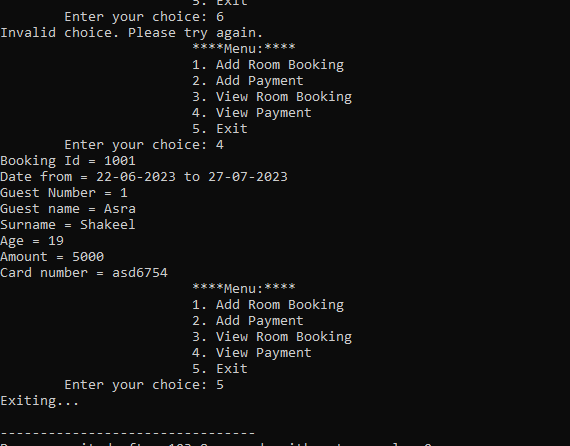 5. Exit
Enter your choice: 6
Invalid choice. Please try again.
****Menu:****
1. Add Room Booking
2. Add Payment
3. View Room Booking
4. View Payment
5. Exit
Enter your choice: 4
Booking Id = 1001
Date from = 22-06-2023 to 27-07-2023
Guest Number = 1
Guest name = Asra
Surname = Shakeel
Age = 19
Amount = 5000
Card number = asd6754
****Menu:****
1. Add Room Booking
2. Add Payment
3. View Room Booking
4. View Payment
5. Exit
Enter your choice: 5
Exiting...
--------------------------------